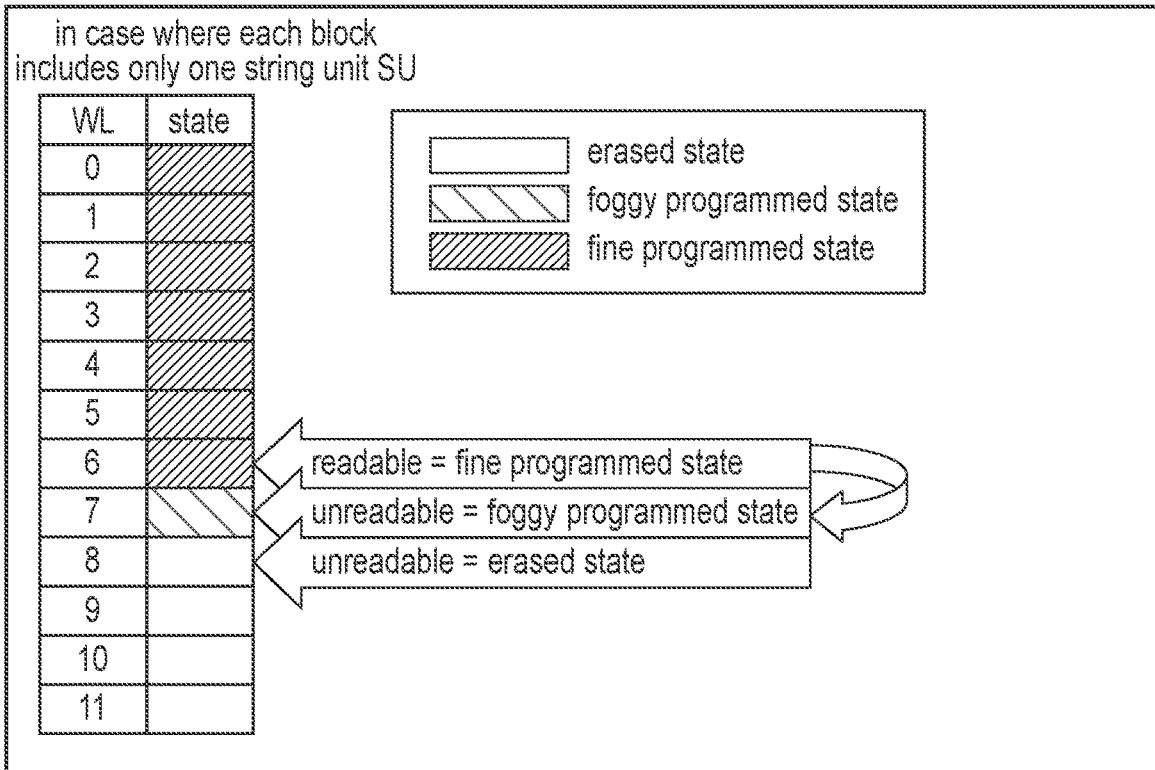 in case where each block
includes only one string unit SU
WL state
0
1
2
3
4
5
6
7
8
9
10
11
erased state
foggy programmed state
fine programmed state
readable = fine programmed state
unreadable = foggy programmed state
unreadable = erased state